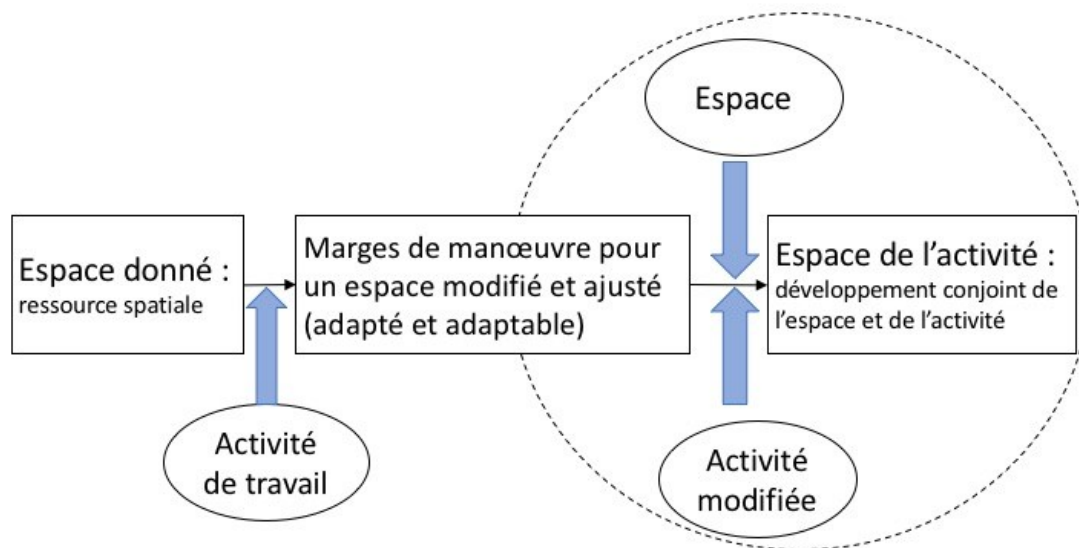 Espace
Espace donné :
ressource spatiale
Marges de manœuvre pour
un espace modifié et ajusté
(adapté et adaptable)
Espace de l’activité :
développement conjoint de
l’espace et de l’activité
Activité
de travail
Activité
modifiée